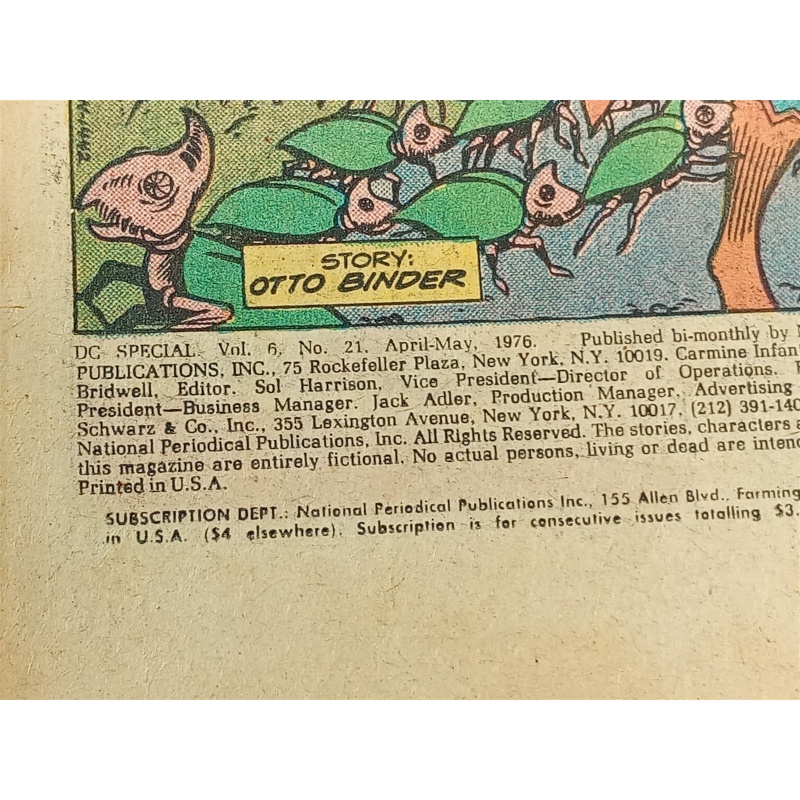 STORY:
OTTO BINDER
DC SPECIAL. Vol. 6, No. 21. April-May, 1976. Published bi-monthly by
PUBLICATIONS, INC., 75 Rockefeller Plaza, New York, N.Y. 10019. Carmine Infan
Bridwell, Editor. Sol Harrison, Vice President—Director of Operations.
President—Business Manager. Jack Adler, Production Manager, Advertising
Schwarz & Co., Inc., 355 Lexington Avenue, New York, N.Y. 10017, (212) 391-140
National Periodical Publications, Inc. All Rights Reserved. The stories, characters a
this magazine are entirely fictional. No actual persons, living or dead are inten
Printed in U.S.A.
SUBSCRIPTION DEPT.: National Periodical Publications Inc., 155 Allen Blvd., Farming
in U.S.A. ($4 elsewhere). Subscription is for consecutive issues totalling $3.